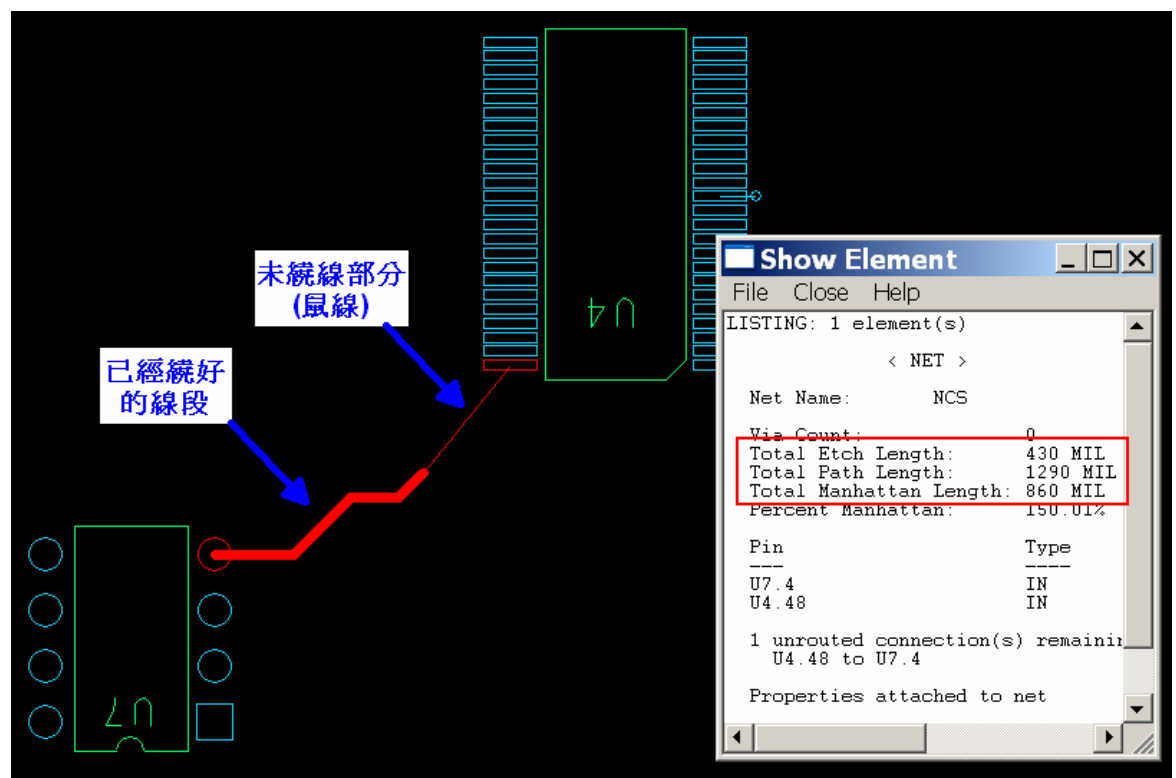 未繞線部分
(鼠線)
已經繞好
的線段
U4
U7
Show Element
File Close Help
LISTING: 1 element(s)
< NET >
Net Name: NCS
Via Count: 0
Total Etch Length: 430 MIL
Total Path Length: 1290 MIL
Total Manhattan Length: 860 MIL
Percent Manhattan: 150.01%
Pin Type
--- ----
U7.4 IN
U4.48 IN
1 unrouted connection(s) remainin
U4.48 to U7.4
Properties attached to net